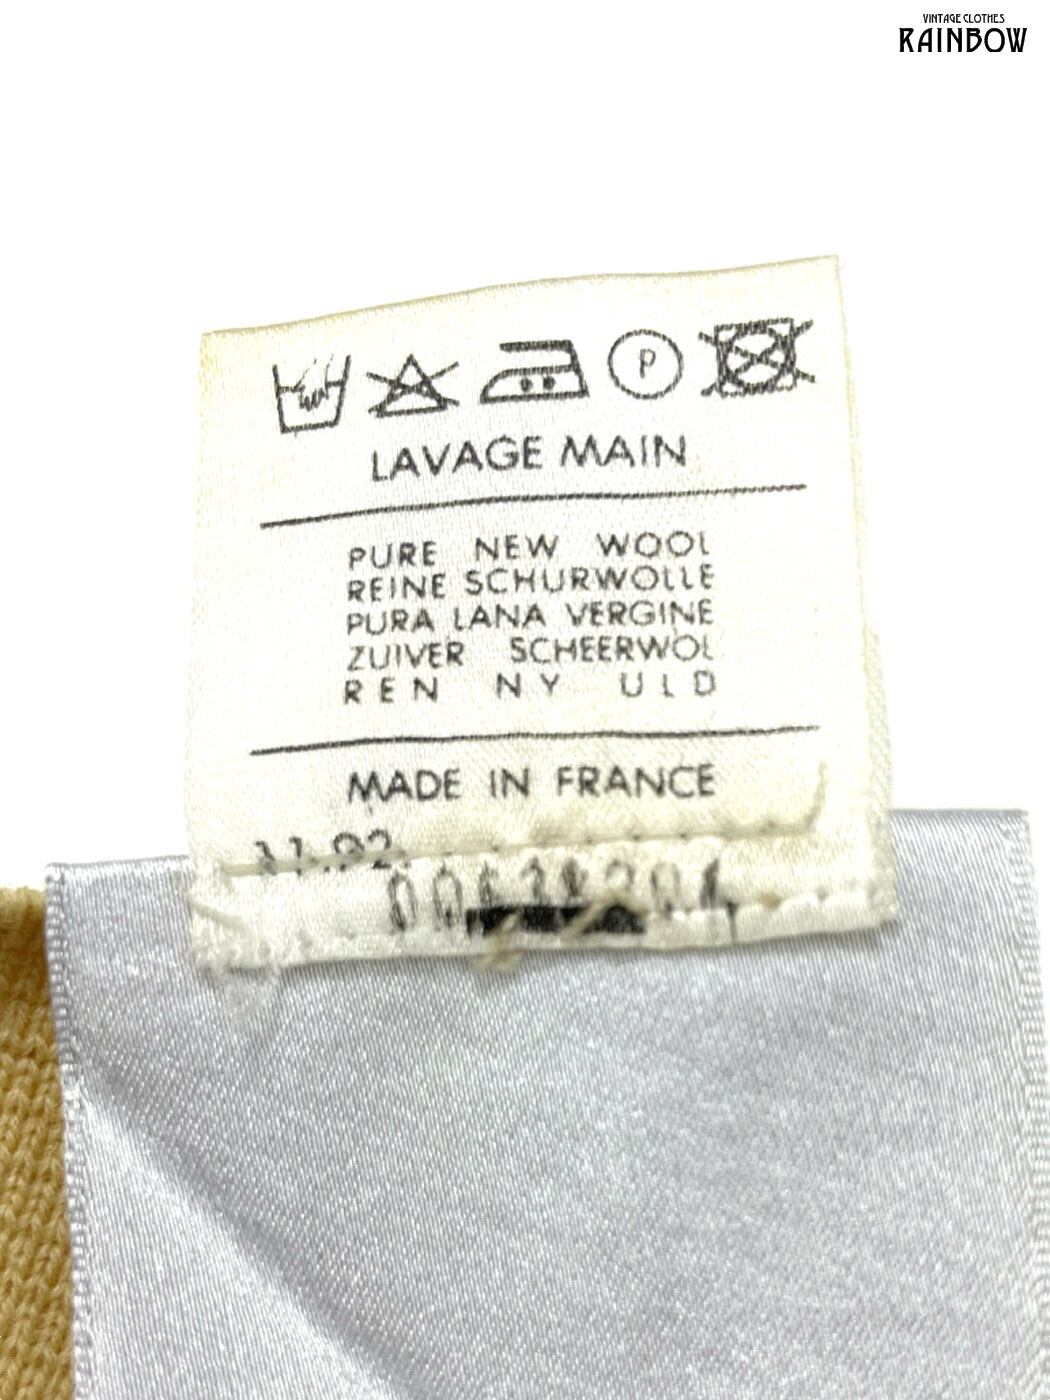 VINTAGE CLOTHES
RAINBOW
P
LAVAGE MAIN
PURE NEW WOOL
REINE SCHURWOLLE
PURA LANA VERGINE
ZUIVER SCHEERWOL
REN NY ULD
MADE IN FRANCE